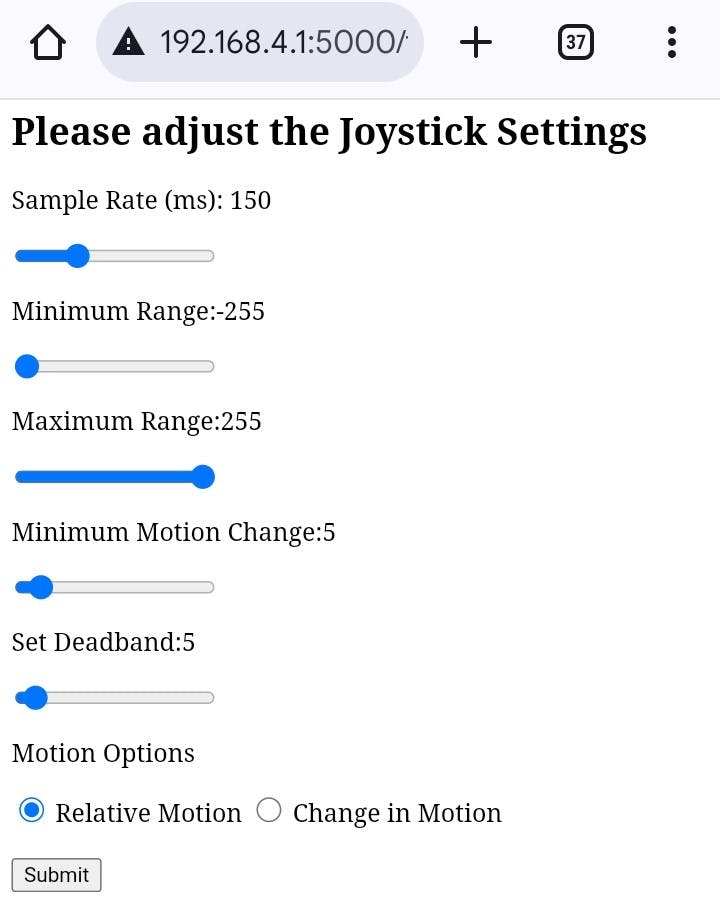 192.168.4.1:5000/
37
Please adjust the Joystick Settings
Sample Rate (ms): 150
Minimum Range:-255
Maximum Range:255
Minimum Motion Change:5
Set Deadband:5
Motion Options
Relative Motion Change in Motion
Submit